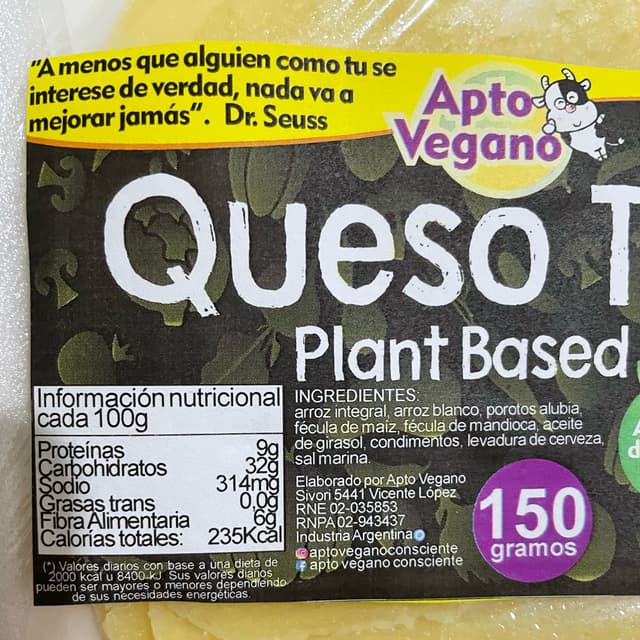 "A menos que alguien como tu se
interese de verdad, nada va a
mejorar jamás". Dr. Seuss
Apto
Vegano
Queso T
Plant Based
Información nutricional
cada 100g
Proteínas 9g
Carbohidratos 32g
Sodio 314mg
Grasas trans 0.0g
Fibra Alimentaria 6g
Calorías totales: 235Kcal
(*) Valores diarios con base a una dieta de
2000 kcal u 8400 kJ. Sus valores diarios
pueden ser mayores o menores dependiendo
de sus necesidades energéticas.
INGREDIENTES:
arroz integral, arroz blanco, porotos alubia,
fécula de maíz, fécula de mandioca, aceite
de girasol, condimentos, levadura de cerveza,
sal marina.
Elaborado por Apto Vegano
Sivori 5441 Vicente López
RNE 02-035853
RNPA 02-943437
Industria Argentina
aptoveganoconsciente
apto vegano consciente
150
gramos